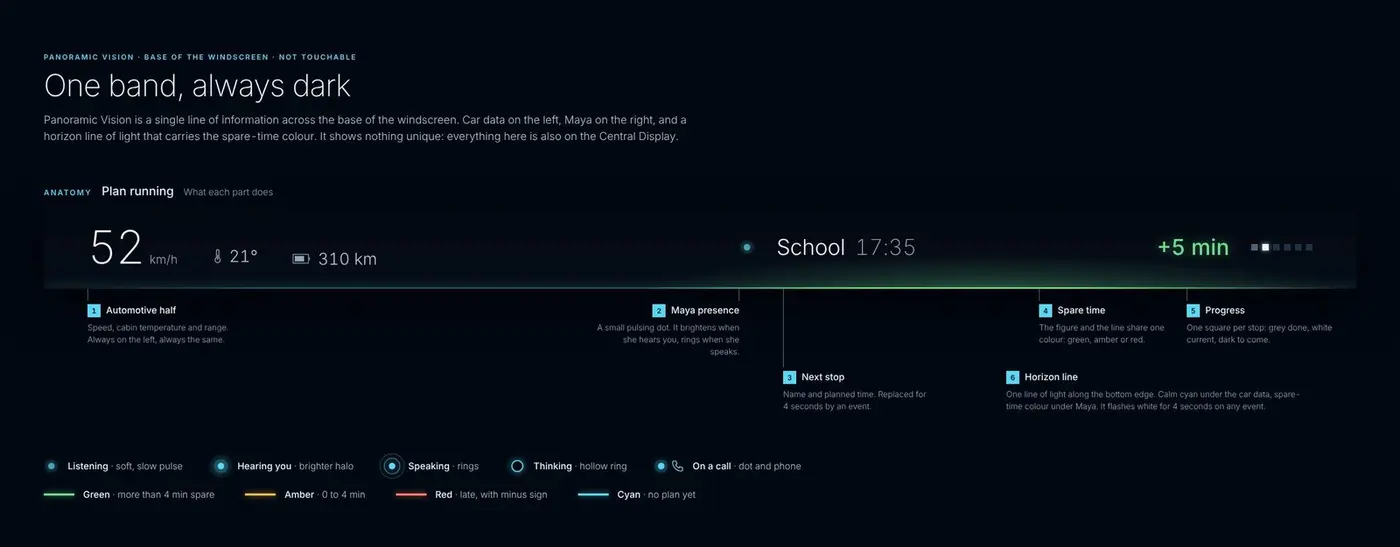 PANORAMIC VISION · BASE OF THE WINDSCREEN · NOT TOUCHABLE
One band, always dark
Panoramic Vision is a single line of information across the base of the windscreen. Car data on the left, Maya on the right, and a
horizon line of light that carries the spare-time colour. It shows nothing unique: everything here is also on the Central Display.
ANATOMY Plan running What each part does
52 km/h 21° 310 km School 17:35 +5 min
1 Automotive half
Speed, cabin temperature and range.
Always on the left, always the same.
2 Maya presence
A small pulsing dot. It brightens when
she hears you, rings when she
speaks.
4 Spare time
The figure and the line share one
colour: green, amber or red.
5 Progress
One square per stop: grey done, white
current, dark to come.
3 Next stop
Name and planned time. Replaced for
4 seconds by an event.
6 Horizon line
One line of light along the bottom edge. Calm cyan under the car data, spare-
time colour under Maya. It flashes white for 4 seconds on any event.
Listening · soft, slow pulse Hearing you · brighter halo Speaking · rings Thinking · hollow ring On a call · dot and phone
Green · more than 4 min spare Amber · 0 to 4 min Red · late, with minus sign Cyan · no plan yet